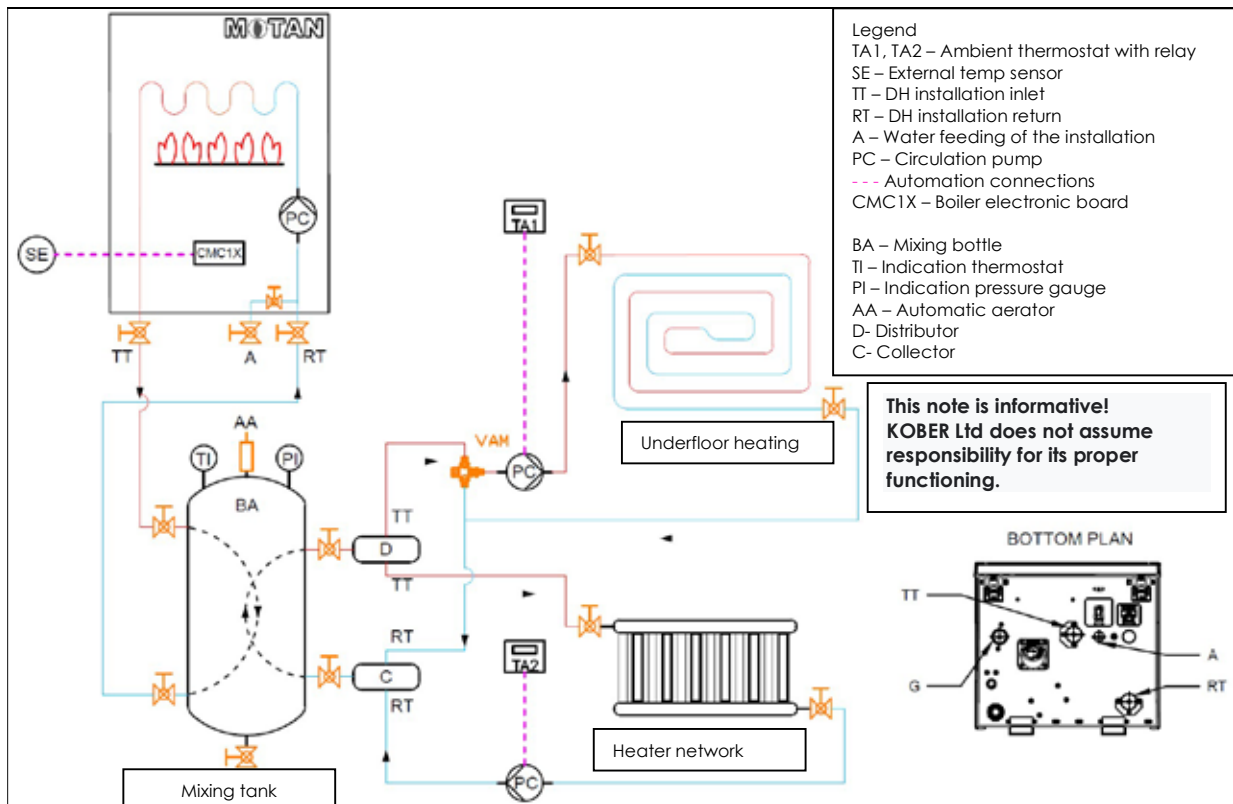 MOTAN
PC
SE
CMC1X
TT
A
RT
AA
TI
PI
BA
Mixing tank
TT
D
TT
RT
C
RT
VAM
TA1
PC
TA2
PC
Underfloor heating
Heater network
Legend
TA1, TA2 – Ambient thermostat with relay
SE – External temp sensor
TT – DH installation inlet
RT – DH installation return
A – Water feeding of the installation
PC – Circulation pump
- - - Automation connections
CMC1X – Boiler electronic board
BA – Mixing bottle
TI – Indication thermostat
PI – Indication pressure gauge
AA – Automatic aerator
D- Distributor
C- Collector
This note is informative!
KOBER Ltd does not assume
responsibility for its proper
functioning.
BOTTOM PLAN
TT
G
A
RT